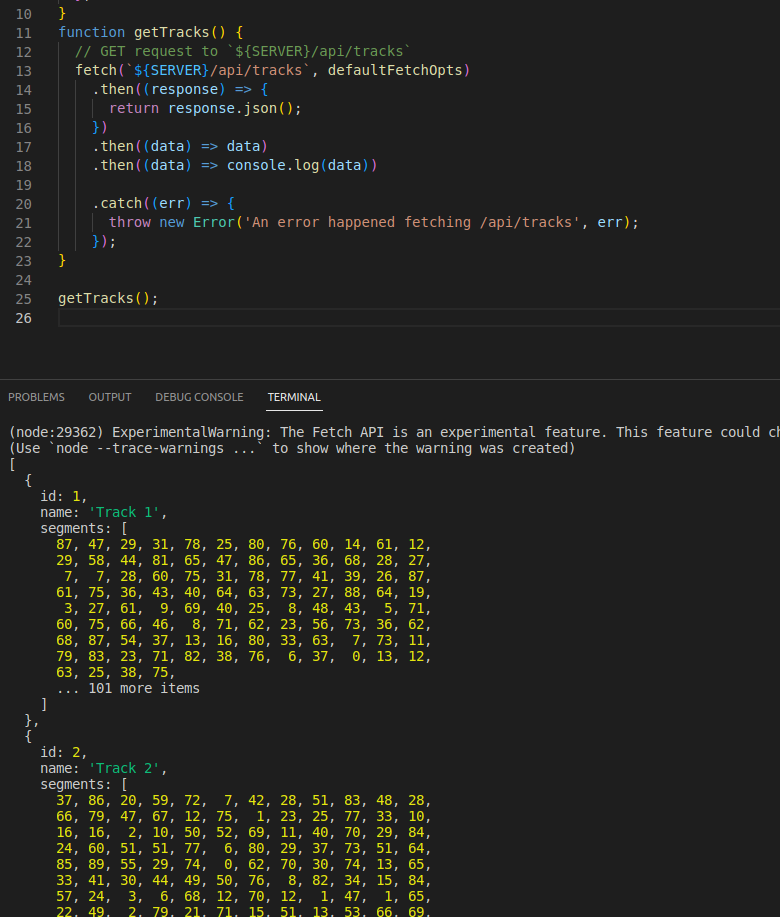 10 }
11 function getTracks() {
12 // GET request to `${SERVER}/api/tracks`
13 fetch(`${SERVER}/api/tracks`, defaultFetchOpts)
14 .then((response) => {
15 return response.json();
16 })
17 .then((data) => data)
18 .then((data) => console.log(data))
19
20 .catch((err) => {
21 throw new Error('An error happened fetching /api/tracks', err);
22 });
23 }
24
25 getTracks();
26
PROBLEMS OUTPUT DEBUG CONSOLE TERMINAL
(node:29362) ExperimentalWarning: The Fetch API is an experimental feature. This feature could
(Use `node --trace-warnings ...` to show where the warning was created)
[
{
id: 1,
name: 'Track 1',
segments: [
87, 47, 29, 31, 78, 25, 80, 76, 60, 14, 61, 12,
29, 58, 44, 81, 65, 47, 86, 65, 36, 68, 28, 27,
7, 7, 28, 60, 75, 31, 78, 77, 41, 39, 26, 87,
61, 75, 36, 43, 40, 64, 63, 73, 27, 88, 64, 19,
3, 27, 61, 9, 69, 40, 25, 8, 48, 43, 5, 71,
60, 75, 66, 46, 8, 71, 62, 23, 56, 73, 36, 62,
68, 87, 54, 37, 13, 16, 80, 33, 63, 7, 73, 11,
79, 83, 23, 71, 82, 38, 76, 6, 37, 0, 13, 12,
63, 25, 38, 75,
... 101 more items
]
},
{
id: 2,
name: 'Track 2',
segments: [
37, 86, 20, 59, 72, 7, 42, 28, 51, 83, 48, 28,
66, 79, 47, 67, 12, 75, 1, 23, 25, 77, 33, 10,
16, 16, 2, 10, 50, 52, 69, 11, 40, 70, 29, 84,
24, 60, 51, 51, 77, 6, 80, 29, 37, 73, 51, 64,
85, 89, 55, 29, 74, 0, 62, 70, 30, 74, 13, 65,
33, 41, 30, 44, 49, 50, 76, 8, 82, 34, 15, 84,
57, 24, 3, 6, 68, 12, 70, 12, 1, 47, 1, 65,
22, 49, 2, 79, 21, 71, 15, 51, 13, 53, 66, 69,